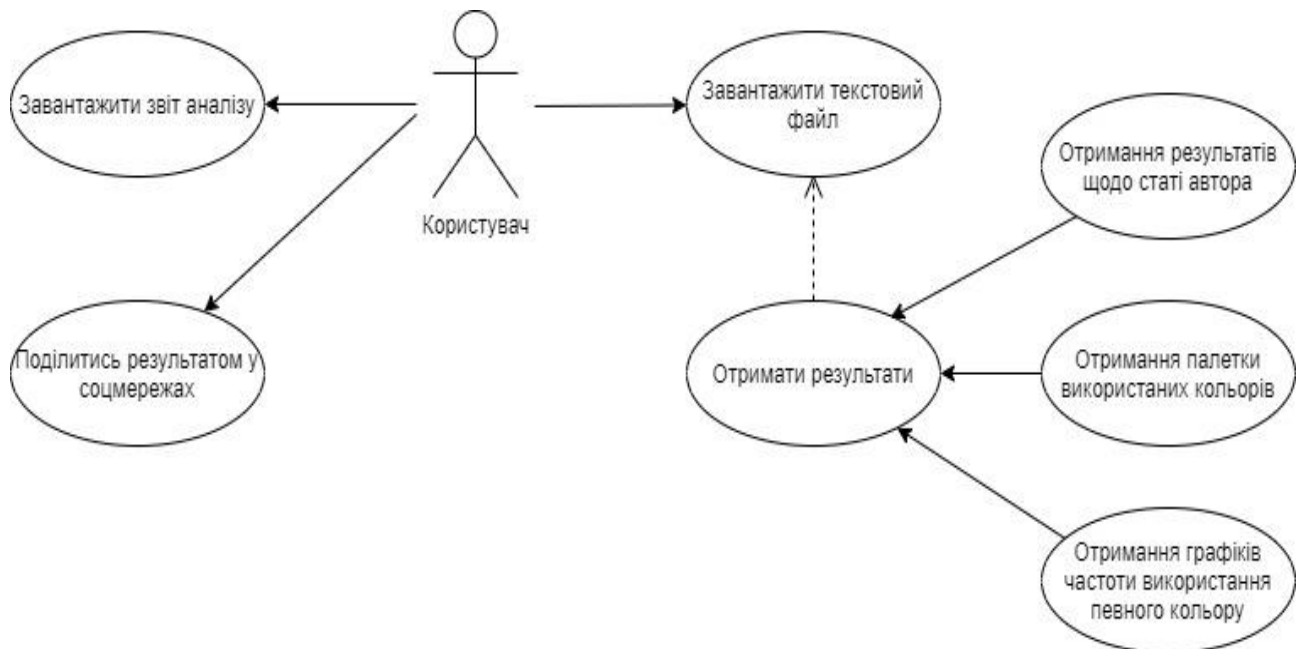 Завантажити звіт аналізу
Користувач
Завантажити текстовий
файл
Отримання результатів
щодо статі автора
Поділитись результатом у
соцмережах
Отримати результати
Отримання палетки
використаних кольорів
Отримання графіків
частоти використання
певного кольору